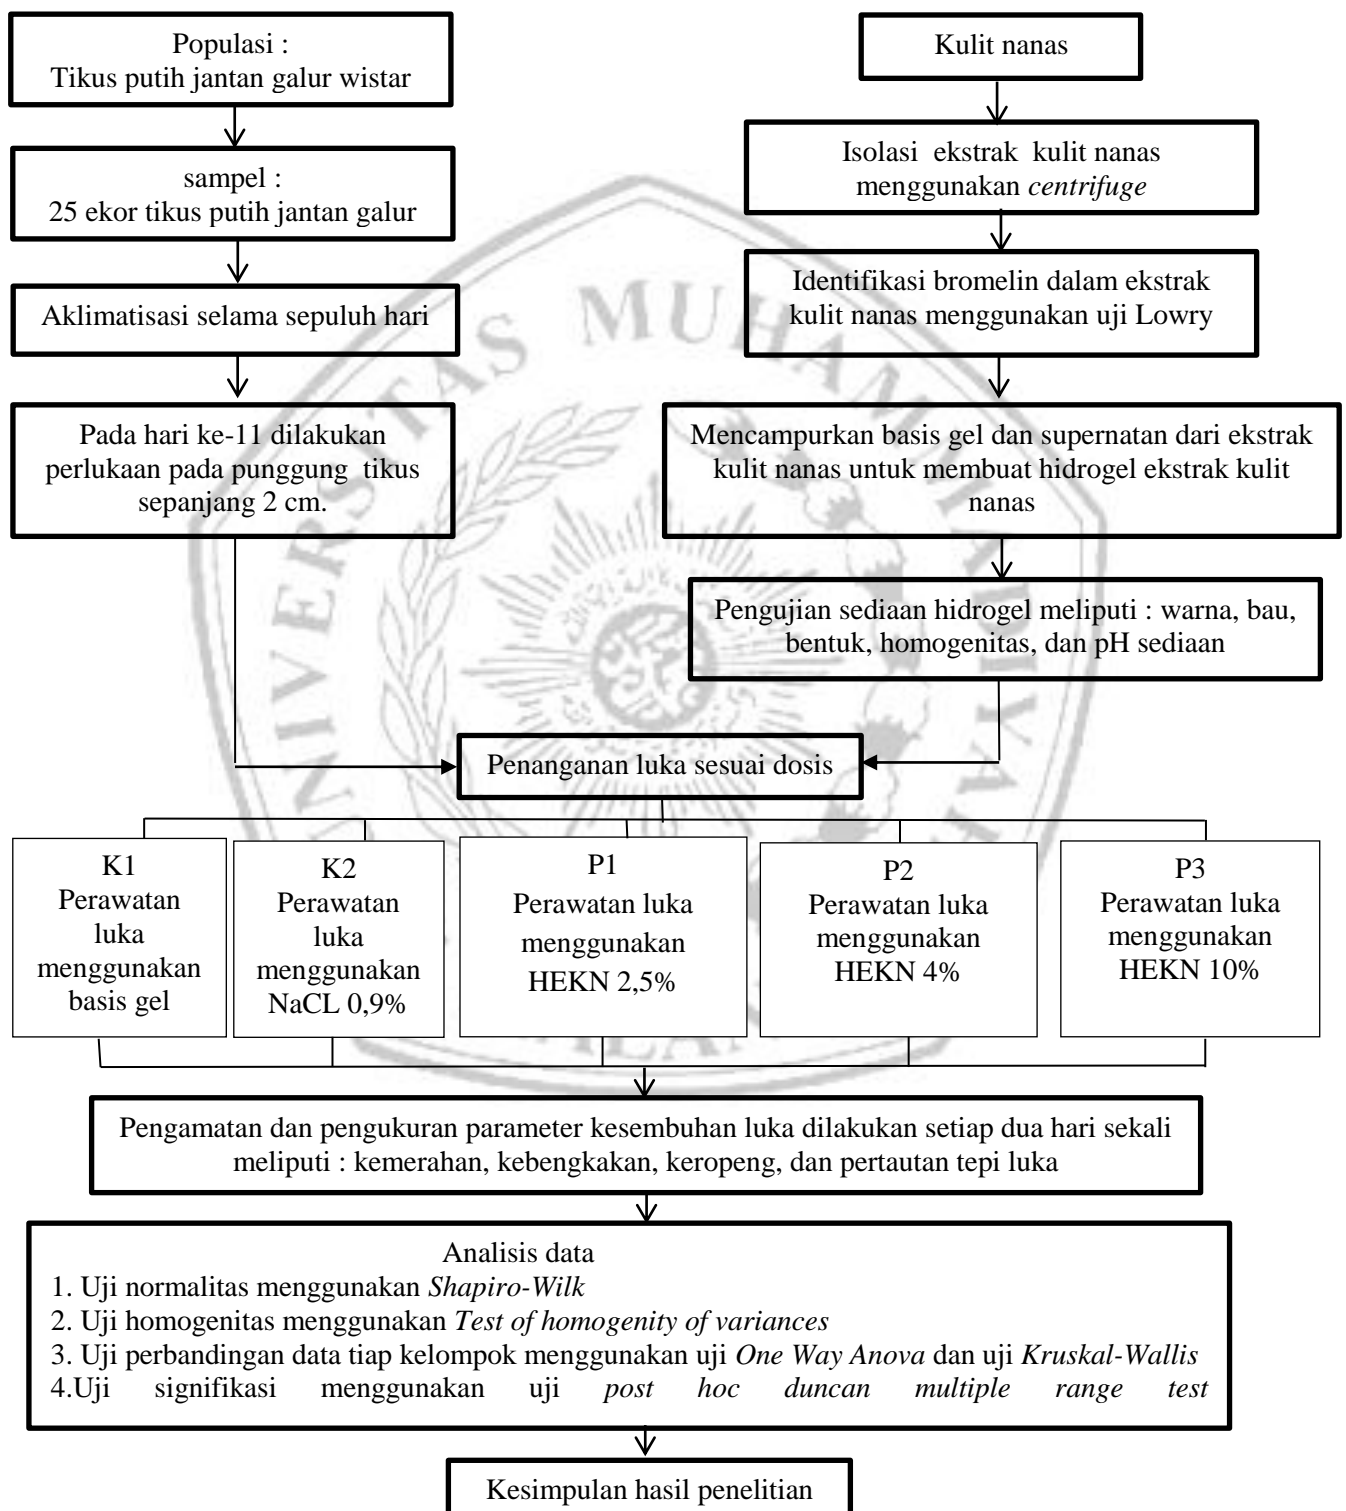 Populasi :
Tikus putih jantan galur wistar
sampel :
25 ekor tikus putih jantan galur
Aklimatisasi selama sepuluh hari
Pada hari ke-11 dilakukan
perlukaan pada punggung tikus
sepanjang 2 cm.
Kulit nanas
Isolasi ekstrak kulit nanas
menggunakan centrifuge
Identifikasi bromelin dalam ekstrak
kulit nanas menggunakan uji Lowry
Mencampurkan basis gel dan supernatan dari ekstrak
kulit nanas untuk membuat hidrogel ekstrak kulit
nanas
Pengujian sediaan hidrogel meliputi : warna, bau,
bentuk, homogenitas, dan pH sediaan
Penanganan luka sesuai dosis
K1
Perawatan
luka
menggunakan
basis gel
K2
Perawatan
luka
menggunakan
NaCL 0,9%
P1
Perawatan luka
menggunakan
HEKN 2,5%
P2
Perawatan luka
menggunakan
HEKN 4%
P3
Perawatan luka
menggunakan
HEKN 10%
Pengamatan dan pengukuran parameter kesembuhan luka dilakukan setiap dua hari sekali
meliputi : kemerahan, kebengkakan, keropeng, dan pertautan tepi luka
Analisis data
1. Uji normalitas menggunakan Shapiro-Wilk
2. Uji homogenitas menggunakan Test of homogenity of variances
3. Uji perbandingan data tiap kelompok menggunakan uji One Way Anova dan uji Kruskal-Wallis
4.Uji signifikasi menggunakan uji post hoc duncan multiple range test
Kesimpulan hasil penelitian
UNIVERSITAS MUHAMMADIYAH